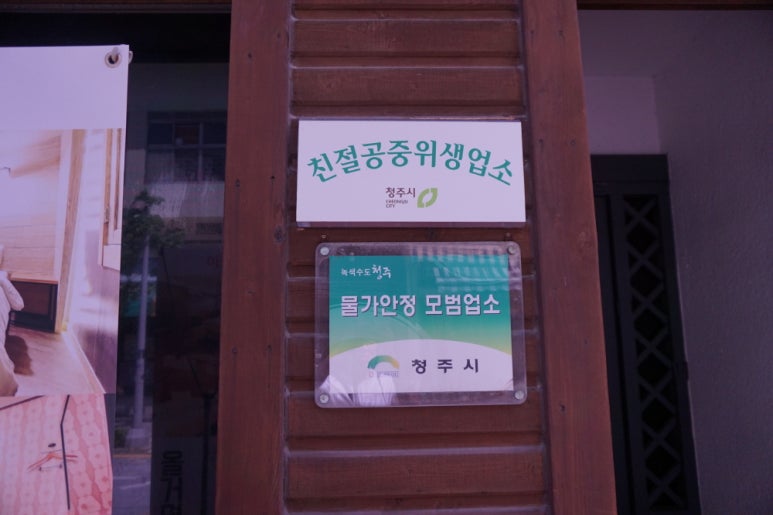 친절공중위생업소
청주시
CHEONGJU
CITY
녹색수도청주
물가안정 모범업소
청주시